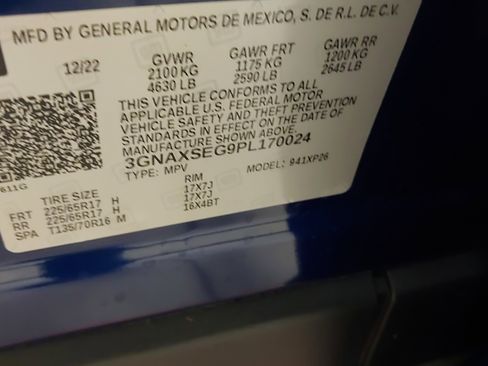 MFD BY GENERAL MOTORS DE MEXICO, S. DE R.L. DE C.V.
12/22 GVWR GAWR FRT GAWR RR
2100 KG 1175 KG 1200 KG
4630 LB 2590 LB 2645 LB
THIS VEHICLE CONFORMS TO ALL
APPLICABLE U.S. FEDERAL MOTOR
VEHICLE SAFETY AND THEFT PREVENTION
STANDARDS IN EFFECT ON THE DATE OF
MANUFACTURE SHOWN ABOVE.
3GNAXSEG9PL170024
TYPE: MPV MODEL: 941XP26
611G
TIRE SIZE RIM
FRT 225/65R17 H 17X7J
RR 225/65R17 H 17X7J
SPA T135/70R16 M 16X4BT